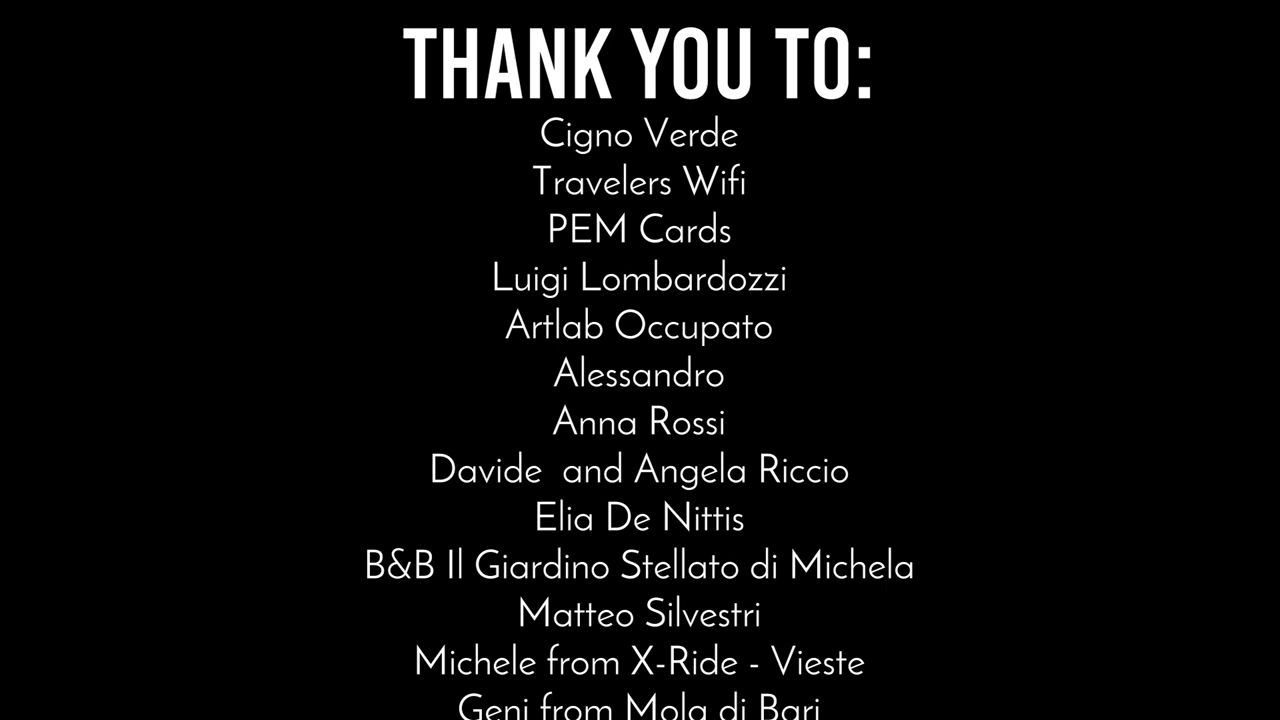 THANK YOU TO:
Cigno Verde
Travelers Wifi
PEM Cards
Luigi Lombardozzi
Artlab Occupato
Alessandro
Anna Rossi
Davide  and Angela Riccio
Elia De Nittis
B&B Il Giardino Stellato di Michela
Matteo Silvestri
Michele from X-Ride - Vieste
Geni from Mola di Bari